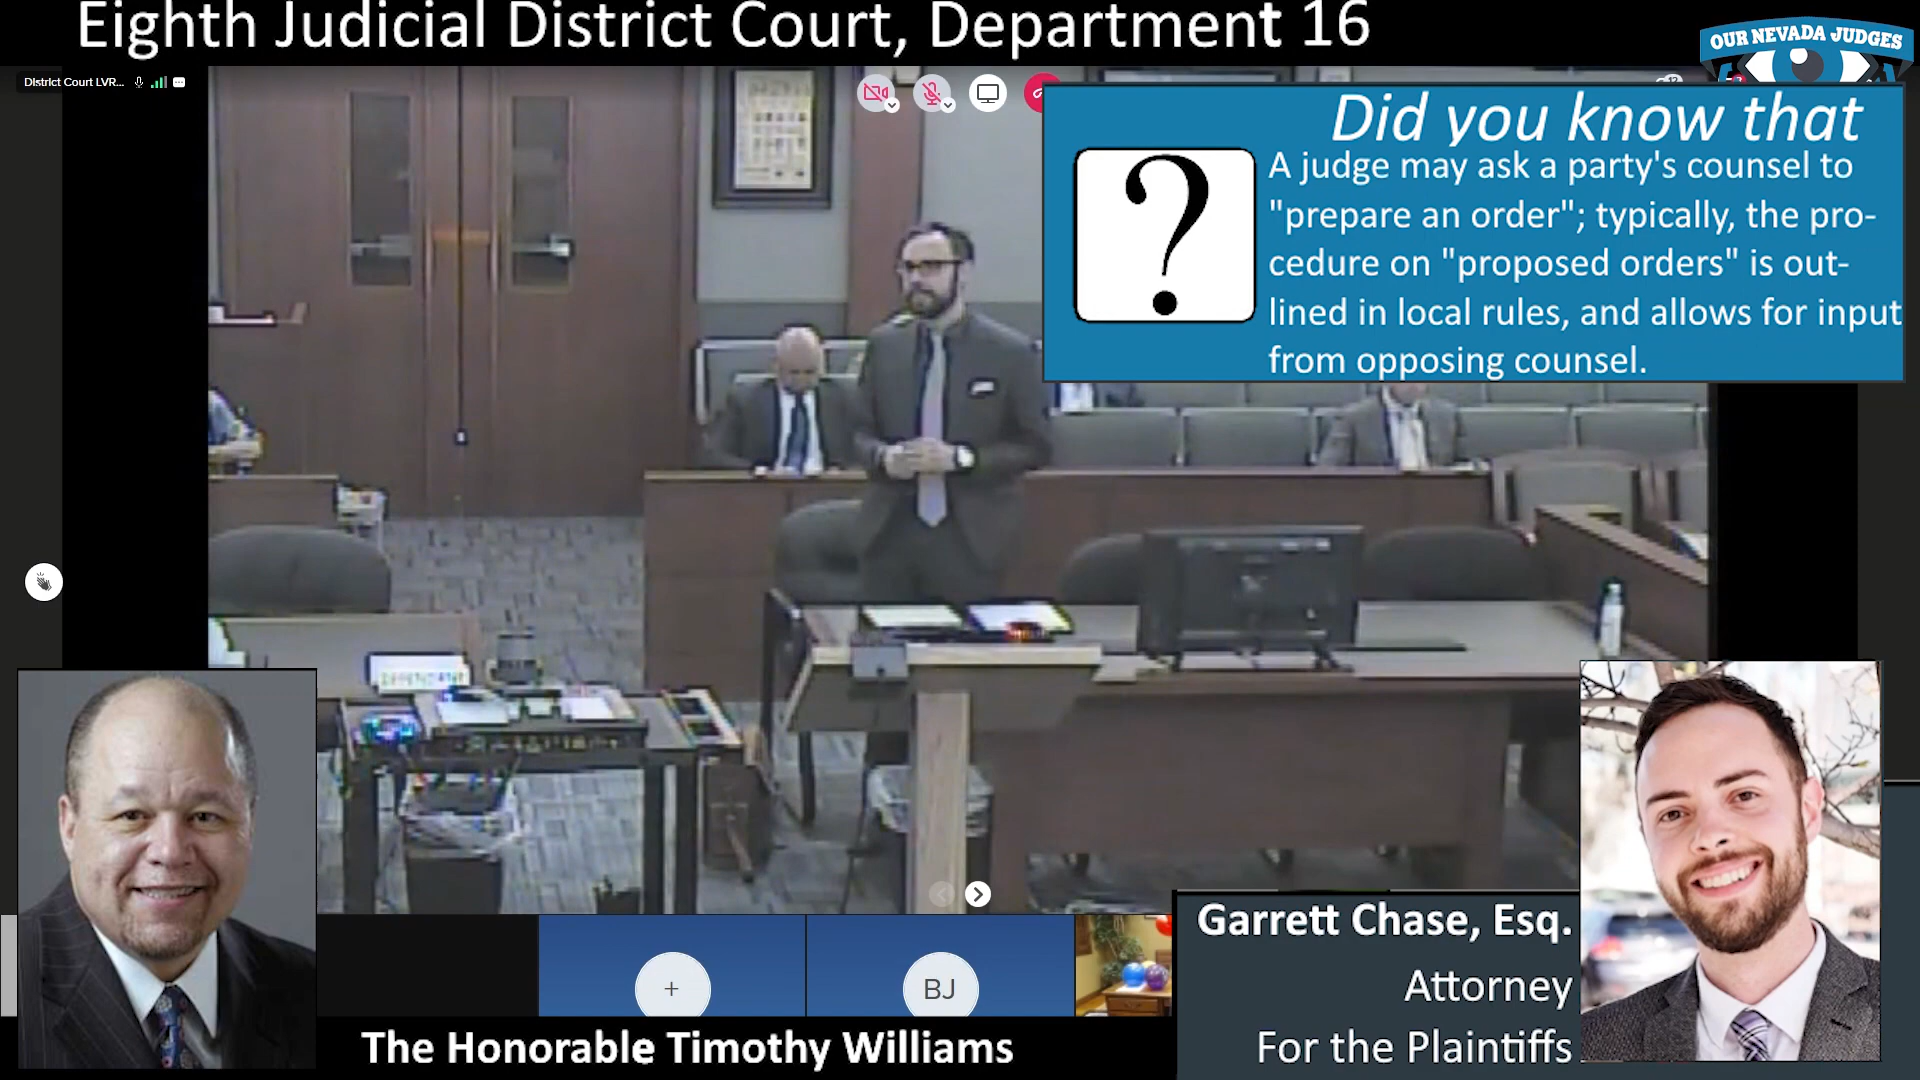 Eighth Judicial District Court, Department 16
OUR NEVADA JUDGES
District Court LVR...
Did you know that
?
A judge may ask a party's counsel to
"prepare an order"; typically, the pro-
cedure on "proposed orders" is out-
lined in local rules, and allows for input
from opposing counsel.
+
BJ
The Honorable Timothy Williams
Garrett Chase, Esq.
Attorney
For the Plaintiffs